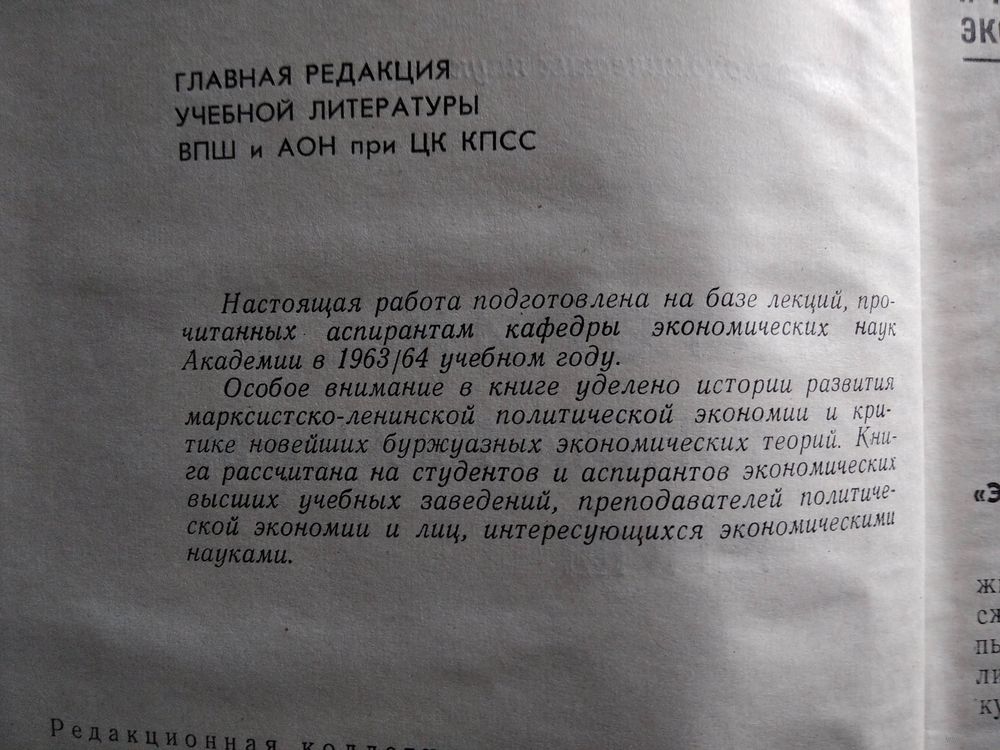 ГЛАВНАЯ РЕДАКЦИЯ
УЧЕБНОЙ ЛИТЕРАТУРЫ
ВПШ и АОН при ЦК КПСС
Настоящая работа подготовлена на базе лекций, про-
читанных аспирантам кафедры экономических наук
Академии в 1963/64 учебном году.
Особое внимание в книге уделено истории развития
марксистско-ленинской политической экономии и кри-
тике новейших буржуазных экономических теорий. Кни-
га рассчитана на студентов и аспирантов экономических
высших учебных заведений, преподавателей политиче-
ской экономии и лиц, интересующихся экономическими
науками.
Редакционная